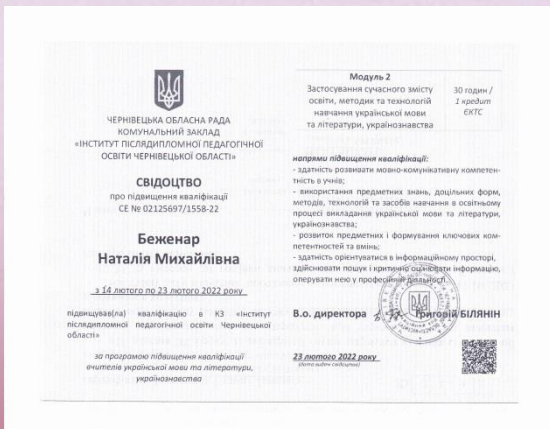 ЧЕРНІВЕЦЬКА ОБЛАСНА РАДА
КОМУНАЛЬНИЙ ЗАКЛАД
«ІНСТИТУТ ПІСЛЯДИПЛОМНОЇ ПЕДАГОГІЧНОЇ
ОСВІТИ ЧЕРНІВЕЦЬКОЇ ОБЛАСТІ»
СВІДОЦТВО
про підвищення кваліфікації
СЕ № 02125697/1558-22
Беженар
Наталія Михайлівна
з 14 лютого по 23 лютого 2022 року
підвищував(ла) кваліфікацію в КЗ «Інститут
післядипломної педагогічної освіти Чернівецької
області»
за програмою підвищення кваліфікації
вчителів української мови та літератури,
українознавства
Модуль 2
Застосування сучасного змісту
освіти, методик та технологій
навчання української мови
та літератури, українознавства
30 годин /
1 кредит
ЄКТС
напрями підвищення кваліфікації:
- здатність розвивати мовно-комунікативну компетен-
тність в учнів;
- використання предметних знань, доцільних форм,
методів, технологій та засобів навчання в освітньому
процесі викладання української мови та літератури,
українознавства;
- розвиток предметних і формування ключових ком-
петентностей та вмінь;
- здатність орієнтуватися в інформаційному просторі,
здійснювати пошук і критично оцінювати інформацію,
оперувати нею у професійній діяльності
В.о. директора Григорій БІЛЯНІН
23 лютого 2022 року
(дата видачі свідоцтва)